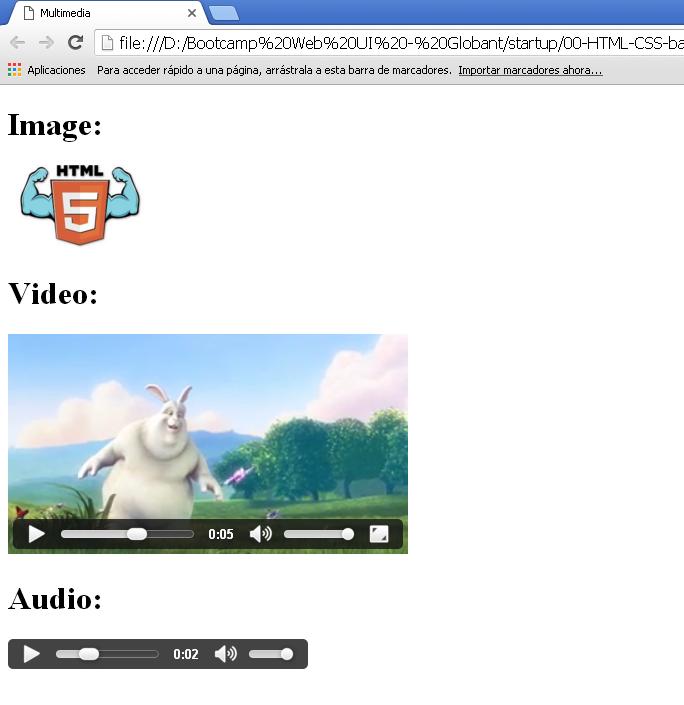 Multimedia
file:///D:/Bootcamp%20Web%20UI%20-%20Globant/startup/00-HTML-CSS-ba
Aplicaciones Para acceder rápido a una página, arrástrala a esta barra de marcadores. Importar marcadores ahora...
Image:
HTML
5
Video:
0:05
Audio:
0:02